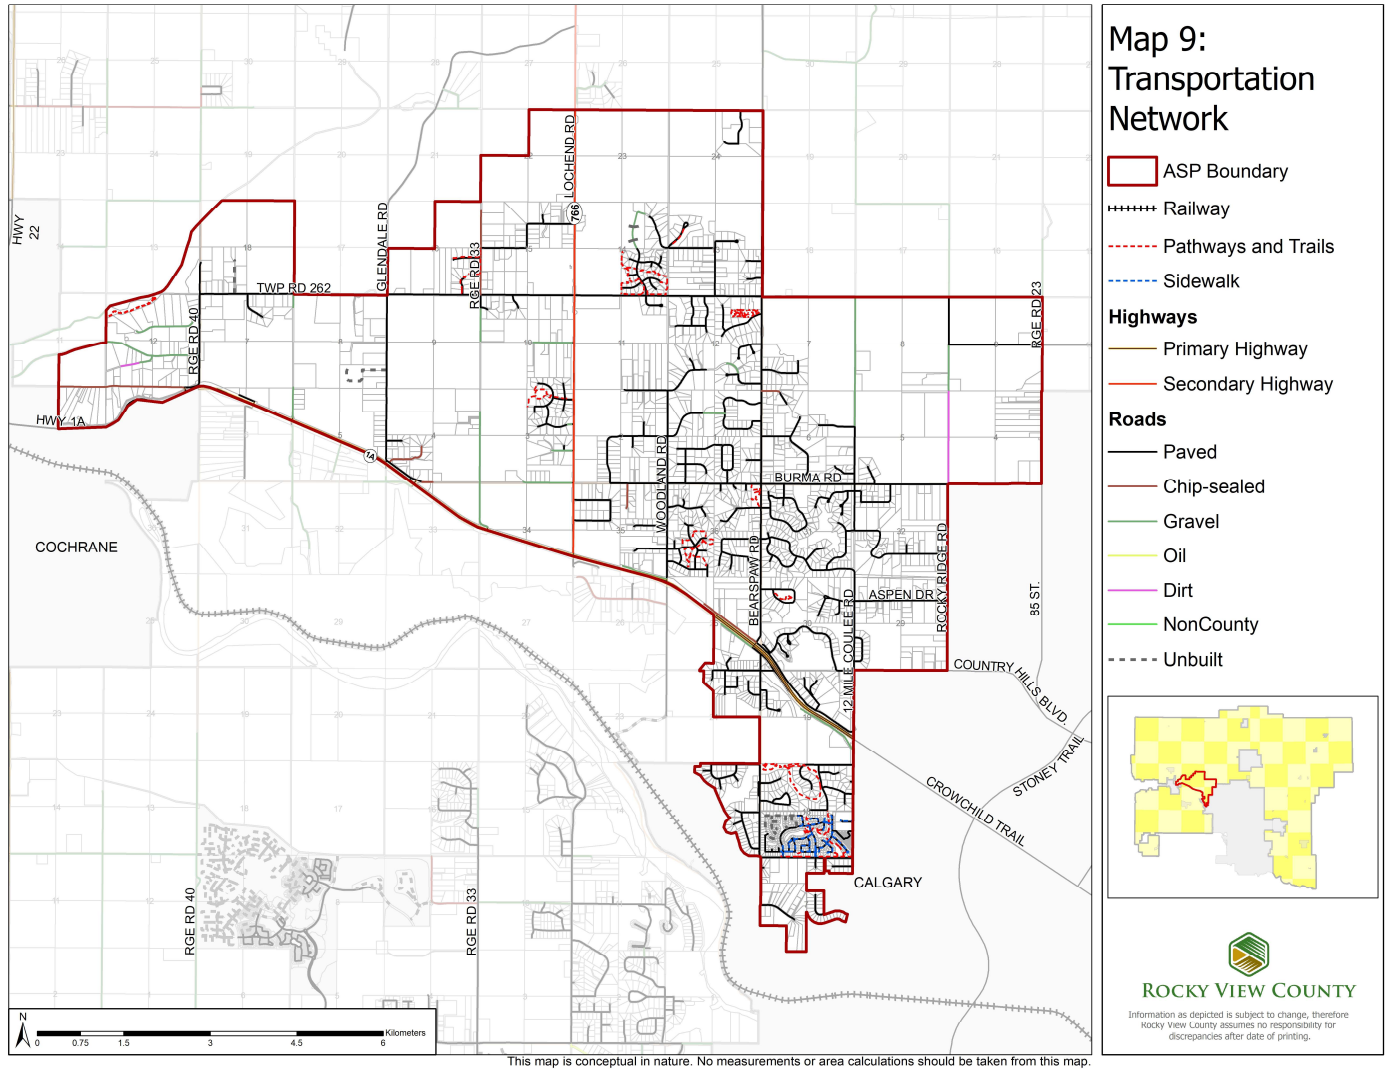 Map 9:
Transportation
Network
ASP Boundary
Railway
Pathways and Trails
Sidewalk
Highways
Primary Highway
Secondary Highway
Roads
Paved
Chip-sealed
Gravel
Oil
Dirt
NonCounty
Unbuilt
ROCKY VIEW COUNTY
Information as depicted is subject to change, therefore
Rocky View County assumes no responsibility for
discrepancies after date of printing.
HWY
22
GLENDALE RD
LOCHEND RD
766
RGE RD 33
TWP RD 262
RGE RD 40
RGE RD 23
HWY 1A
1A
WOODLAND RD
BURMA RD
BEARSPAW RD
ROCKY RIDGE RD
ASPEN DR
12 MILE COULEE RD
85 ST.
COCHRANE
COUNTRY HILLS BLVD.
STONEY TRAIL
CROWCHILD TRAIL
CALGARY
RGE RD 40
RGE RD 33
N
0 0.75 1.5 3 4.5 6
Kilometers
This map is conceptual in nature. No measurements or area calculations should be taken from this map.